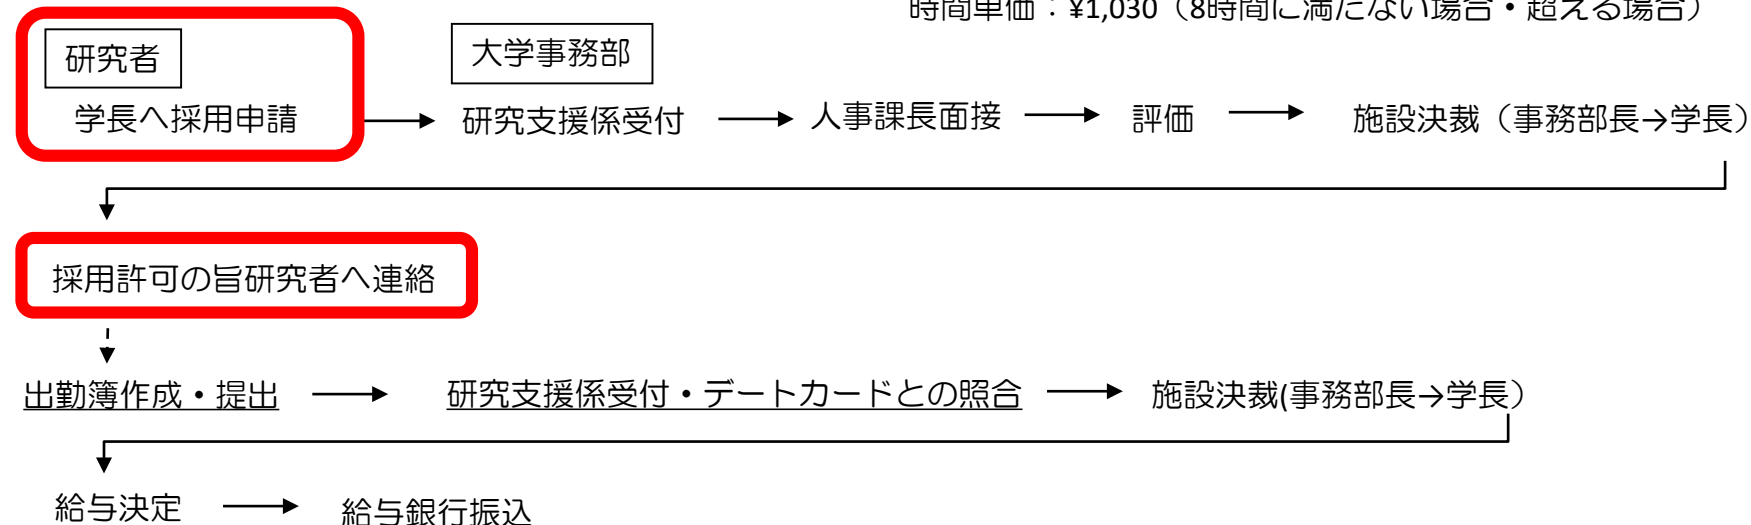 時間単価：¥1,030（8時間に満たない場合・超える場合）
研究者
大学事務部
学長へ採用申請 → 研究支援係受付 → 人事課長面接 → 評価 → 施設決裁（事務部長→学長）
採用許可の旨研究者へ連絡
出勤簿作成・提出 → 研究支援係受付・デートカードとの照合 → 施設決裁(事務部長→学長）
給与決定 → 給与銀行振込